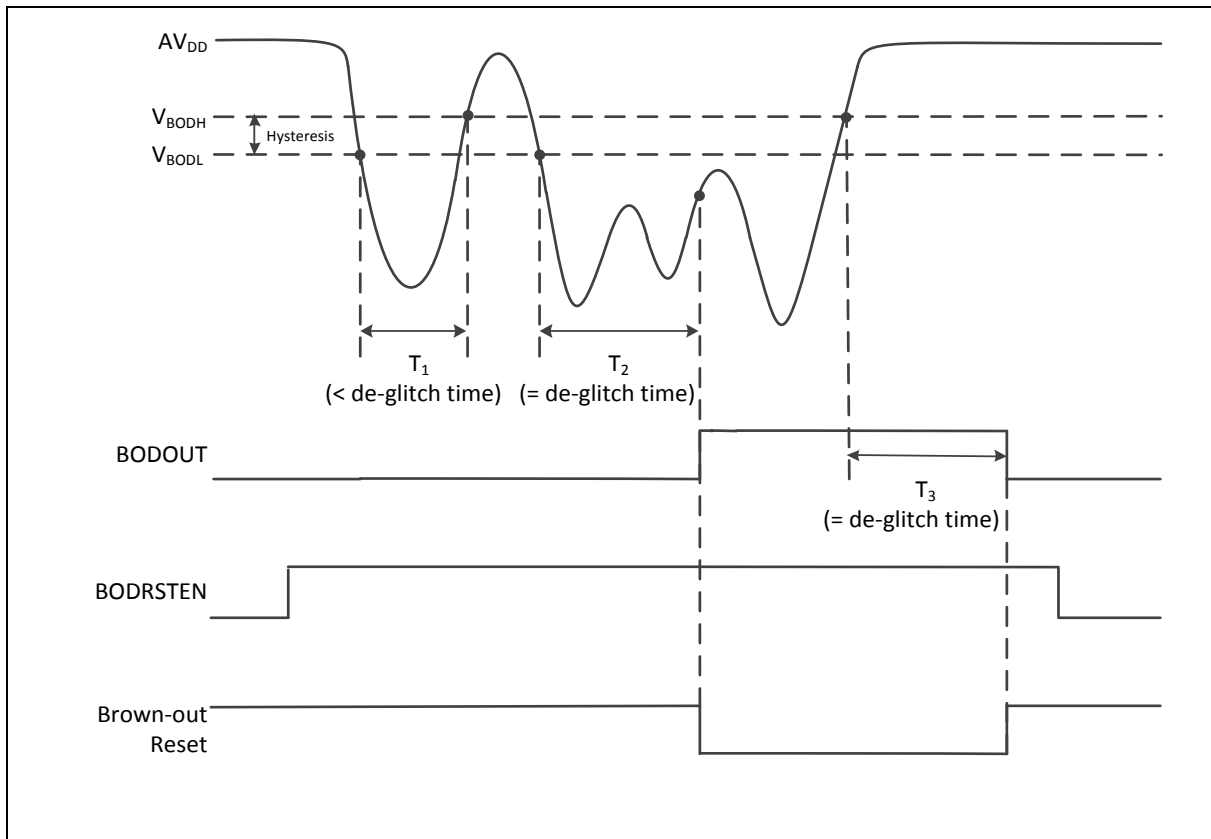 AVDD
VBODH
Hysteresis
VBODL
T1
(< de-glitch time)
T2
(= de-glitch time)
BODOUT
T3
(= de-glitch time)
BODRSTEN
Brown-out
Reset